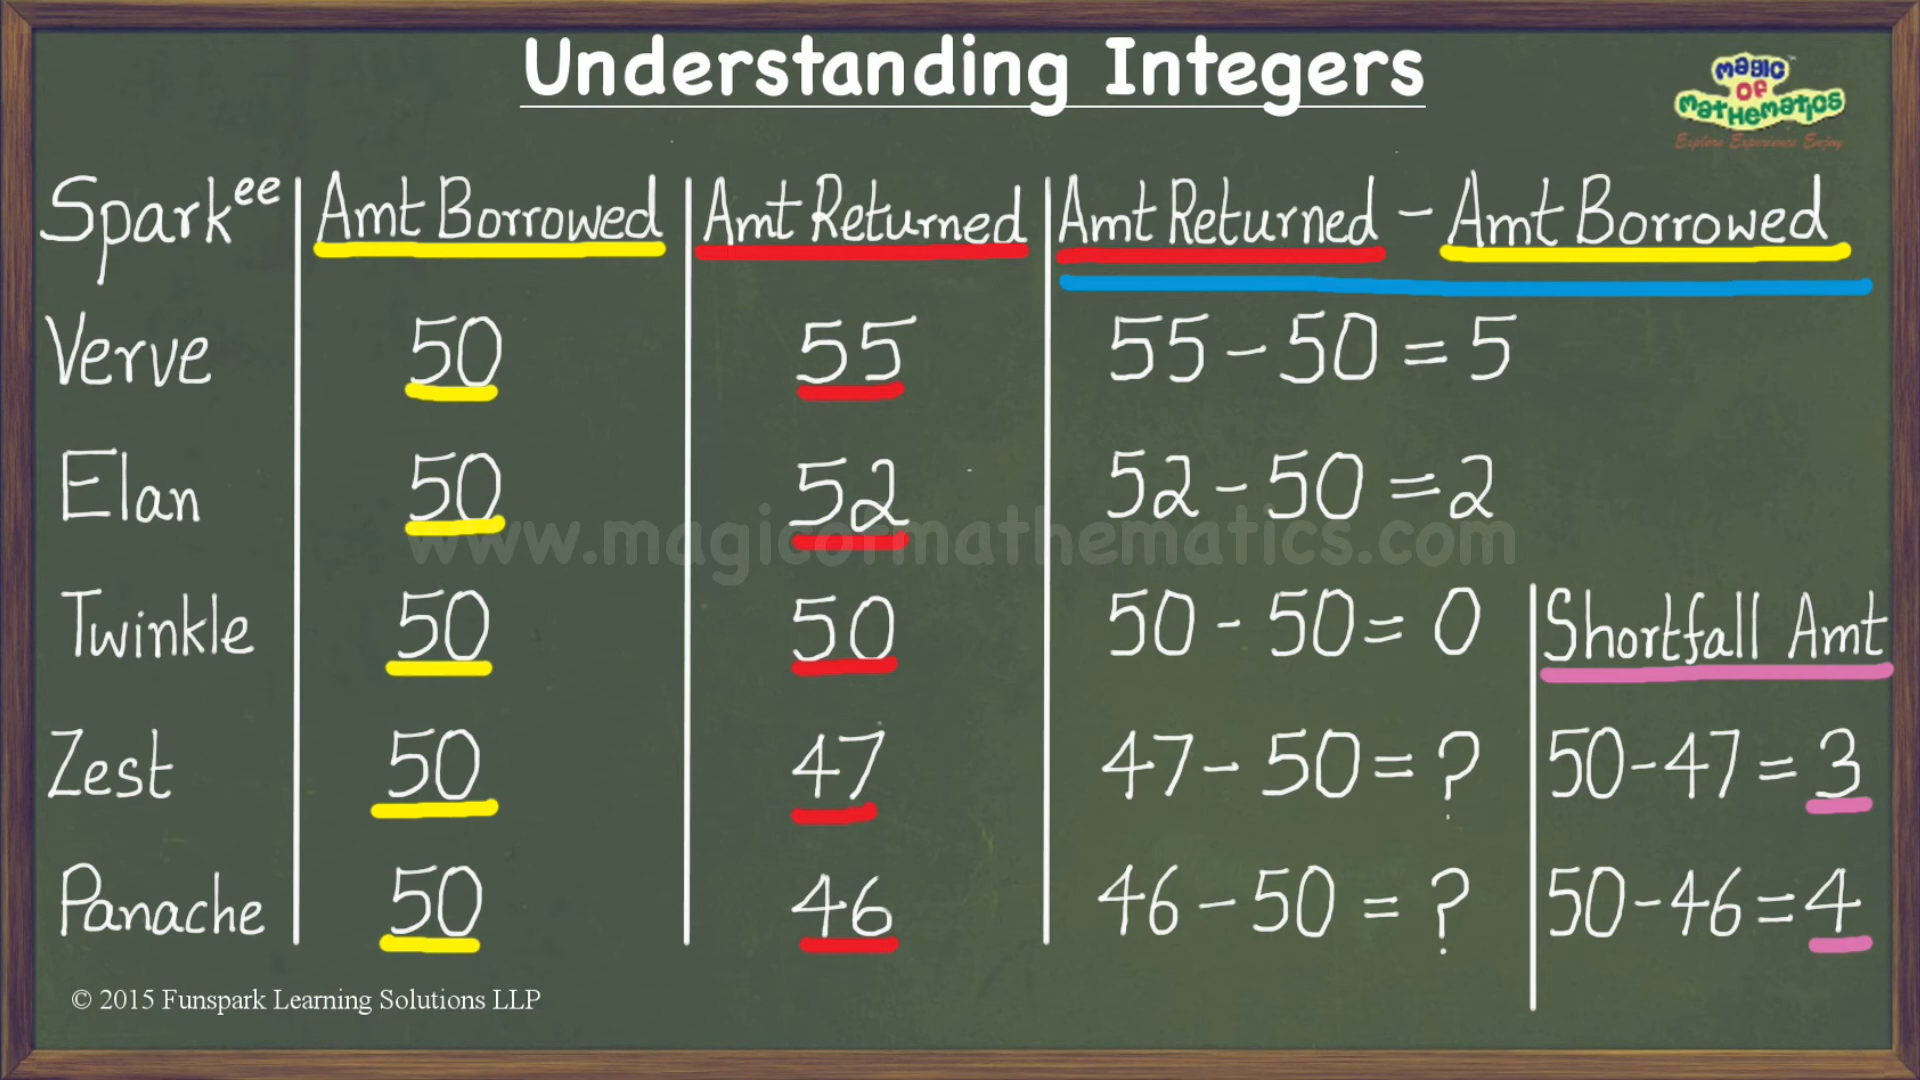 Understanding Integers
MAGIC
OF
MATHEMATICS
Explore Experience Enjoy
Sparkee Amt Borrowed Amt Returned Amt Returned - Amt Borrowed
Verve 50 55 55 - 50 = 5
Elan 50 52 52 - 50 = 2
www.magicofmathematics.com
Twinkle 50 50 50 - 50 = 0 Shortfall Amt
Zest 50 47 47 - 50 = ? 50 - 47 = 3
Panache 50 46 46 - 50 = ? 50 - 46 = 4
© 2015 Funspark Learning Solutions LLP